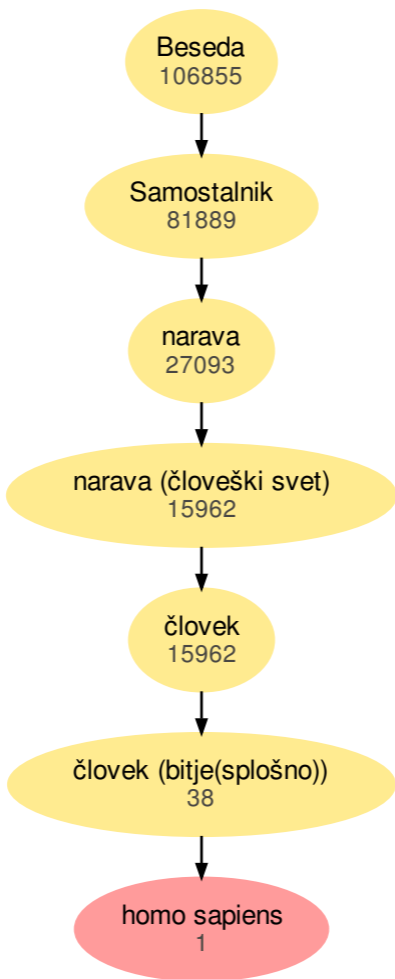 Beseda
106855
Samostalnik
81889
narava
27093
narava (človeški svet)
15962
človek
15962
človek (bitje(splošno))
38
homo sapiens
1